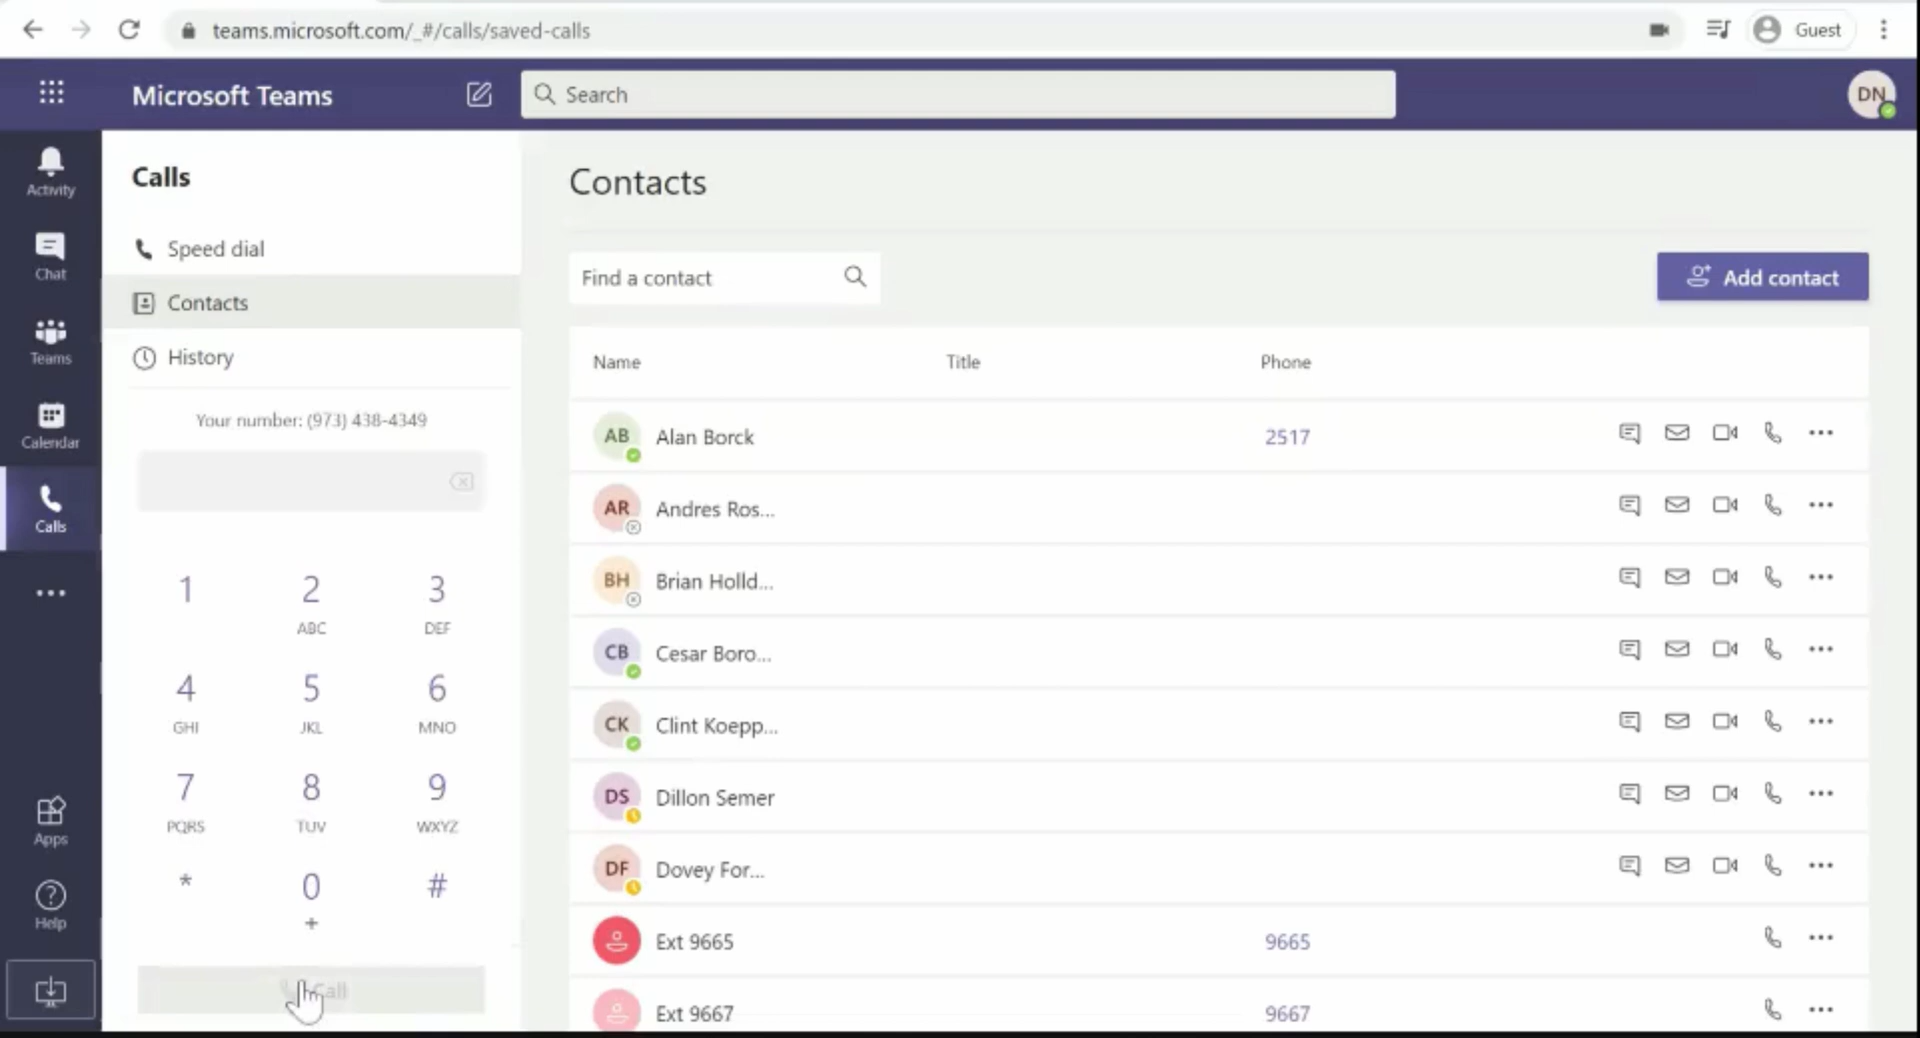 teams.microsoft.com/_#/calls/saved-calls
Guest
Microsoft Teams
Search
DN
Activity
Chat
Teams
Calendar
Calls
Apps
Help
Calls
Speed dial
Contacts
History
Your number: (973) 438-4349
1 2 3
ABC DEF
4 5 6
GHI JKL MNO
7 8 9
PQRS TUV WXYZ
* 0 #
+
Contacts
Find a contact
Add contact
Name Title Phone
AB Alan Borck 2517
AR Andres Ros...
BH Brian Holld...
CB Cesar Boro...
CK Clint Koepp...
DS Dillon Semer
DF Dovey For...
Ext 9665 9665
Ext 9667 9667